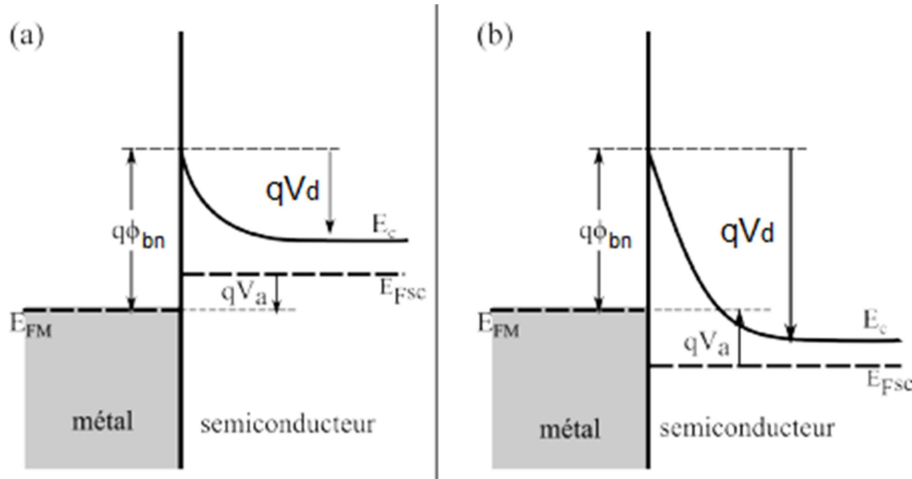 (a)
qVd
qϕbn
Ec
qVa
EFsc
EFM
métal
semiconducteur
(b)
qVd
qϕbn
Ec
EFM
qVa
EFsc
métal
semiconducteur